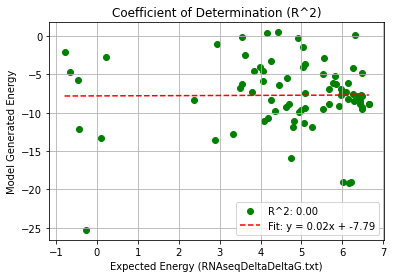 Coefficient of Determination (R^2)
Model Generated Energy
0
−5
−10
−15
−20
−25
R^2: 0.00
Fit: y = 0.02x + -7.79
−1 0 1 2 3 4 5 6 7
Expected Energy (RNAseqDeltaDeltaG.txt)